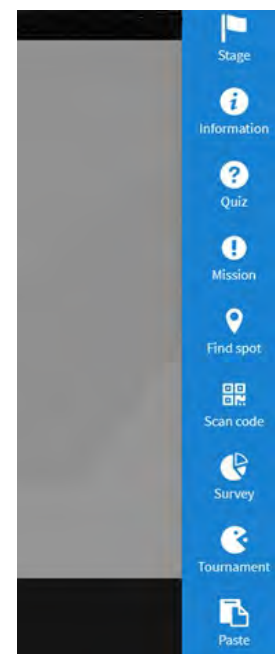 Stage
Information
Quiz
Mission
Find spot
Scan code
Survey
Tournament
Paste